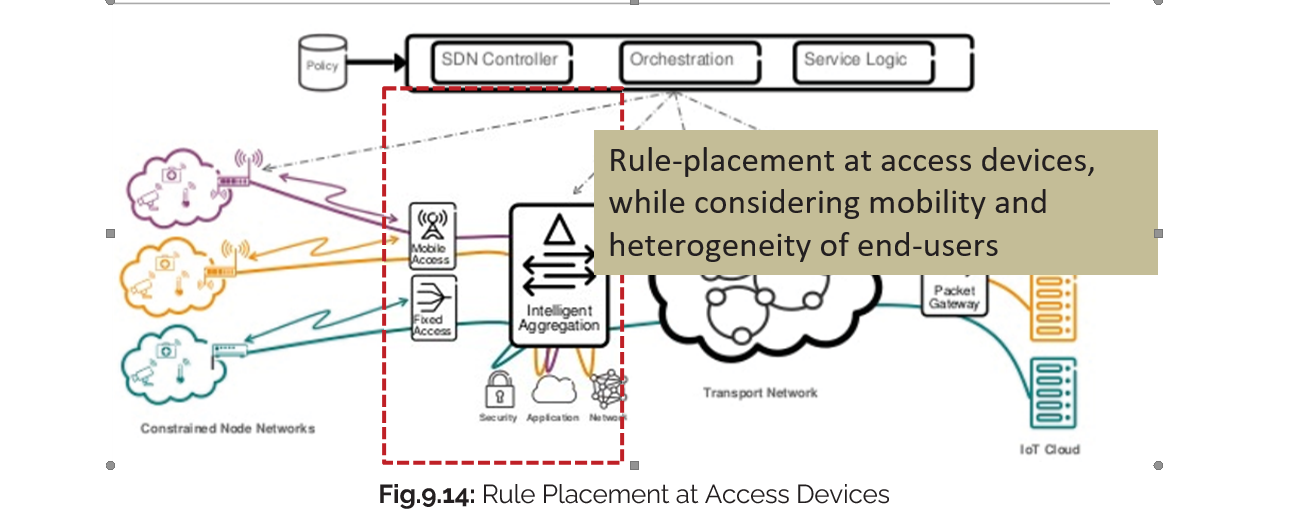 Policy
SDN Controller
Orchestration
Service Logic
Rule-placement at access devices,
while considering mobility and
heterogeneity of end-users
Mobile
Access
Fixed
Access
Intelligent
Aggregation
Packet
Gateway
Security
Application
Network
Transport Network
Constrained Node Networks
IoT Cloud
Fig.9.14: Rule Placement at Access Devices